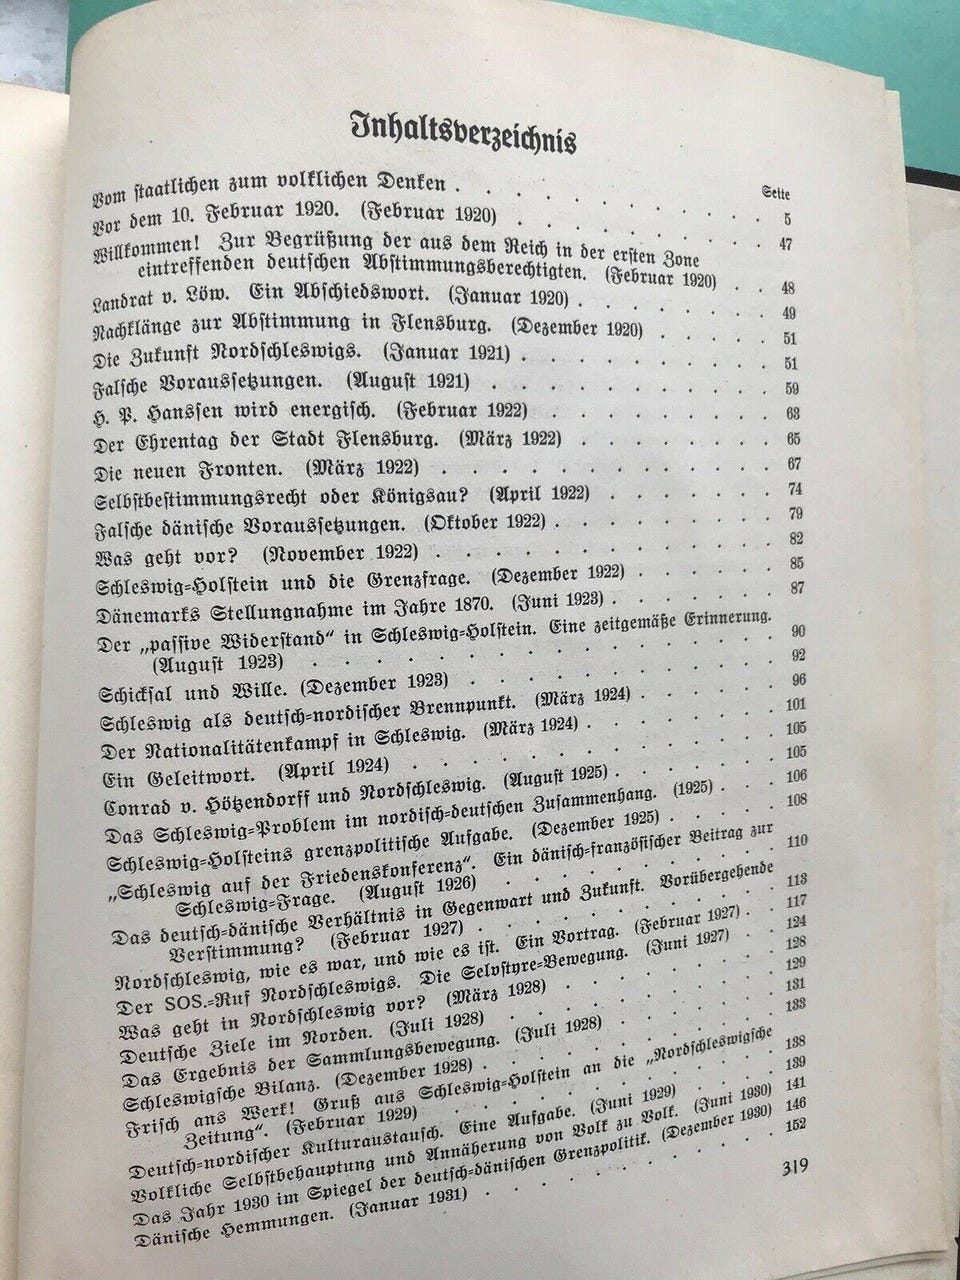 Inhaltsverzeichnis
Seite
Vom staatlichen zum volklichen Denken . . . . . . . . . . . 5
Vor dem 10. Februar 1920. (Februar 1920) . . . . . . . . . 47
Willkommen! Zur Begrüßung der aus dem Reich in der ersten Zone
eintreffenden deutschen Abstimmungsberechtigten. (Februar 1920) . . 48
Landrat v. Löw. Ein Abschiedswort. (Januar 1920) . . . . . . . 49
Nachklänge zur Abstimmung in Flensburg. (Dezember 1920) . . . . . 51
Die Zukunft Nordschleswigs. (Januar 1921) . . . . . . . . . 51
Falsche Voraussetzungen. (August 1921) . . . . . . . . . . 59
H. P. Hanssen wird energisch. (Februar 1922) . . . . . . . . 63
Der Ehrentag der Stadt Flensburg. (März 1922) . . . . . . . 65
Die neuen Fronten. (März 1922) . . . . . . . . . . . . 67
Selbstbestimmungsrecht oder Königsau? (April 1922) . . . . . . 74
Falsche dänische Voraussetzungen. (Oktober 1922) . . . . . . . 79
Was geht vor? (November 1922) . . . . . . . . . . . . 82
Schleswig-Holstein und die Grenzfrage. (Dezember 1922) . . . . . 85
Dänemarks Stellungnahme im Jahre 1870. (Juni 1923) . . . . . . 87
Der „passive Widerstand“ in Schleswig-Holstein. Eine zeitgemäße Erinnerung.
(August 1923) . . . . . . . . . . . . . . . 90
Schicksal und Wille. (Dezember 1923) . . . . . . . . . . 92
Schleswig als deutsch-nordischer Brennpunkt. (März 1924) . . . . . 96
Der Nationalitätenkampf in Schleswig. (März 1924) . . . . . . 101
Ein Geleitwort. (April 1924) . . . . . . . . . . . . 105
Conrad v. Hötzendorff und Nordschleswig. (August 1925) . . . . . 105
Das Schleswig-Problem im nordisch-deutschen Zusammenhang. (1925) . . . 106
Schleswig-Holsteins grenzpolitische Aufgabe. (Dezember 1925) . . . . 108
„Schleswig auf der Friedenskonferenz“. Ein dänisch-französischer Beitrag zur
Schleswig-Frage. (August 1926) . . . . . . . . . . 110
Das deutsch-dänische Verhältnis in Gegenwart und Zukunft. Vorübergehende
Verstimmung? (Februar 1927) . . . . . . . . . . . 113
Nordschleswig, wie es war, und wie es ist. Ein Vortrag. (Februar 1927) . . 117
Der SOS.-Ruf Nordschleswigs. Die Selvstyre-Bewegung. (Juni 1927) . . 124
Was geht in Nordschleswig vor? (März 1928) . . . . . . . . 128
Deutsche Ziele im Norden. (Juli 1928) . . . . . . . . . . 129
Das Ergebnis der Sammlungsbewegung. (Juli 1928) . . . . . . . 131
Schleswigsche Bilanz. (Dezember 1928) . . . . . . . . . . 133
Frisch ans Werk! Gruß aus Schleswig-Holstein an die „Nordschleswigsche
Zeitung“. (Februar 1929) . . . . . . . . . . . . 138
Deutsch-nordischer Kulturaustausch. Eine Aufgabe. (Juni 1929) . . . . 139
Volkliche Selbstbehauptung und Annäherung von Volk zu Volk. (Juni 1930) 141
Das Jahr 1930 im Spiegel der deutsch-dänischen Grenzpolitik. (Dezember 1930) 146
Dänische Hemmungen. (Januar 1931) . . . . . . . . . . 152
319